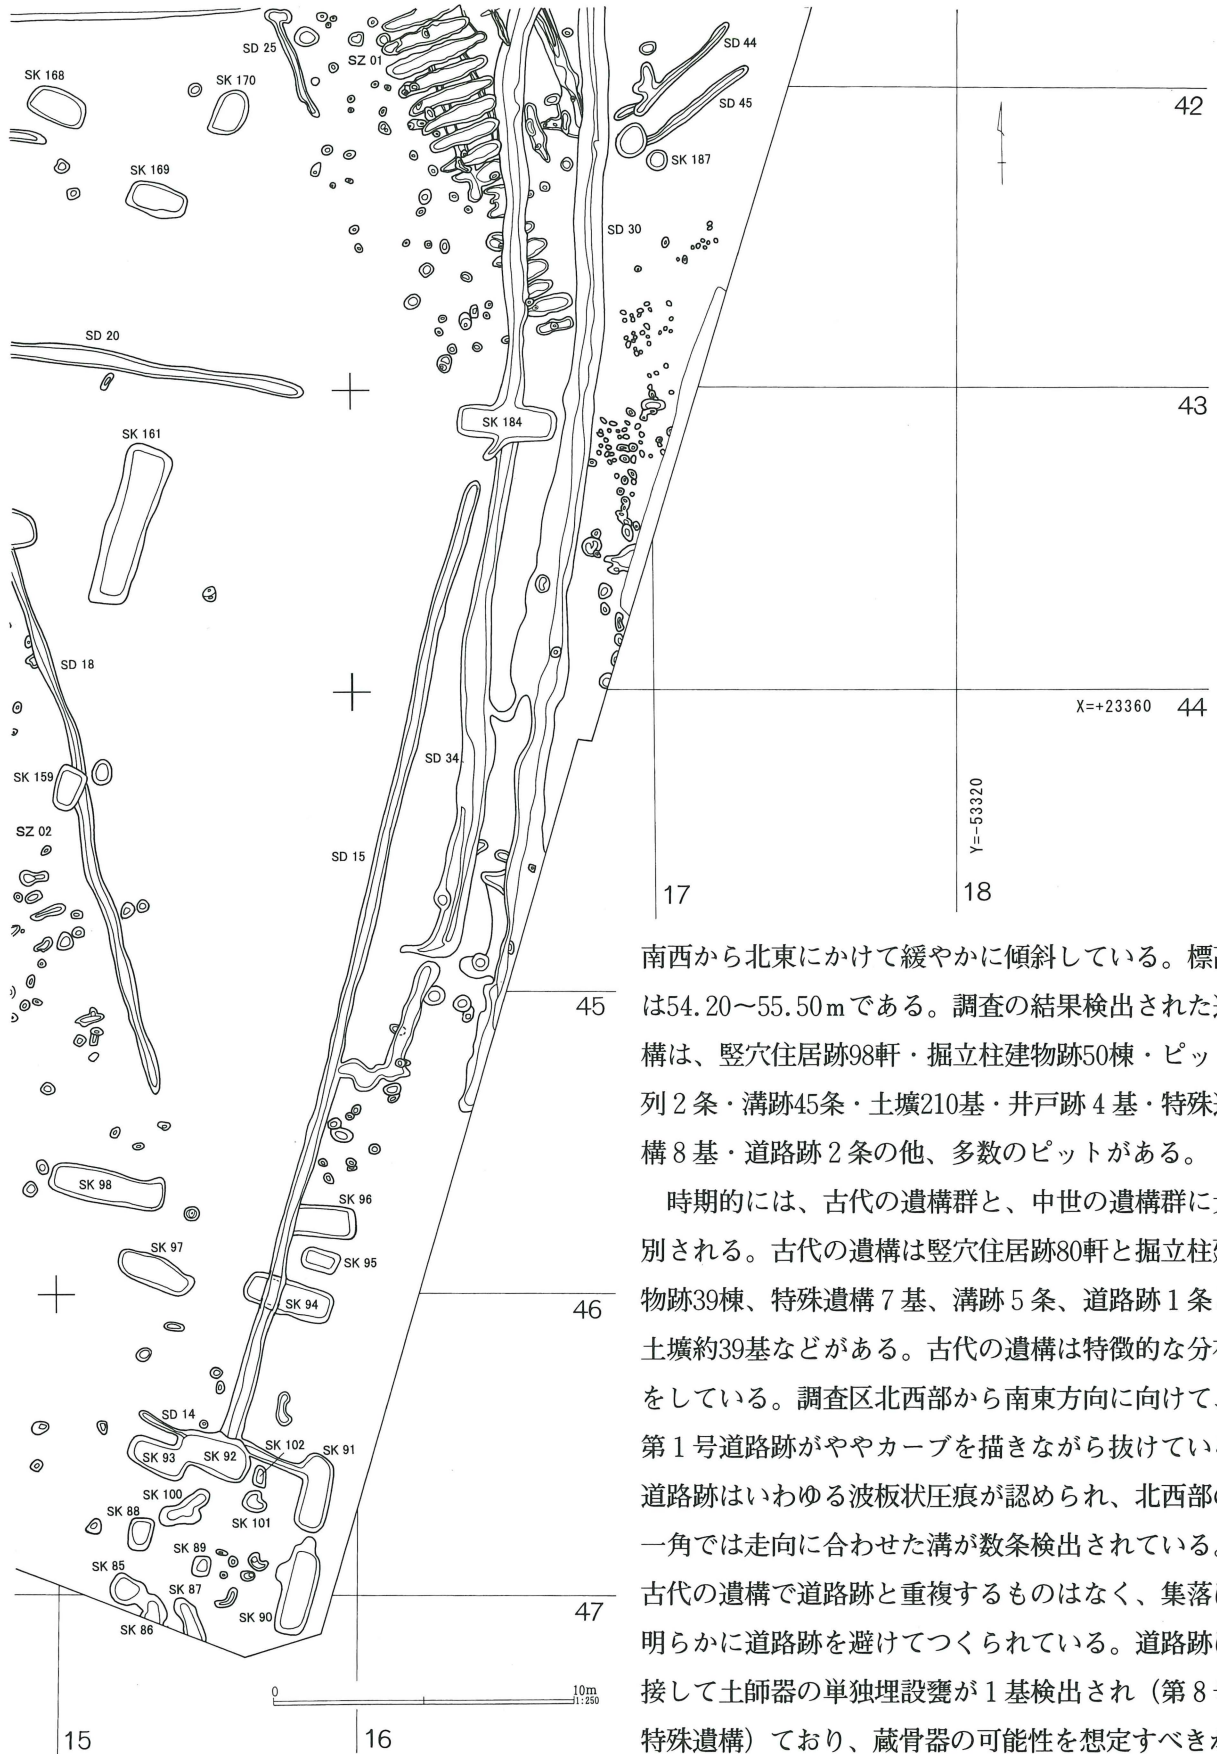 SD 25
SZ 01
SD 44
SK 168
SK 170
SD 45
42
SK 187
SK 169
SD 30
SD 20
43
SK 184
SK 161
SD 18
X=+23360 44
SD 34
SK 159
Y=-53320
SZ 02
SD 15
17
18
45
SK 98
SK 96
SK 97
SK 95
SK 94
46
SD 14
SK 93
SK 92
SK 102
SK 91
SK 100
SK 101
SK 88
SK 89
SK 85
SK 87
SK 86
SK 90
47
0
10m
1:250
15
16
南西から北東にかけて緩やかに傾斜している。標
は54.20〜55.50mである。調査の結果検出された
構は、竪穴住居跡98軒・掘立柱建物跡50棟・ピッ
列2条・溝跡45条・土壙210基・井戸跡4基・特殊
構8基・道路跡2条の他、多数のピットがある。
時期的には、古代の遺構群と、中世の遺構群に
別される。古代の遺構は竪穴住居跡80軒と掘立柱
物跡39棟、特殊遺構7基、溝跡5条、道路跡1条
土壙約39基などがある。古代の遺構は特徴的な分
をしている。調査区北西部から南東方向に向けて、
第1号道路跡がややカーブを描きながら抜けてい
道路跡はいわゆる波板状圧痕が認められ、北西部の
一角では走向に合わせた溝が数条検出されている。
古代の遺構で道路跡と重複するものはなく、集落
明らかに道路跡を避けてつくられている。道路跡
接して土師器の単独埋設甕が1基検出され（第8
特殊遺構）ており、蔵骨器の可能性を想定すべき